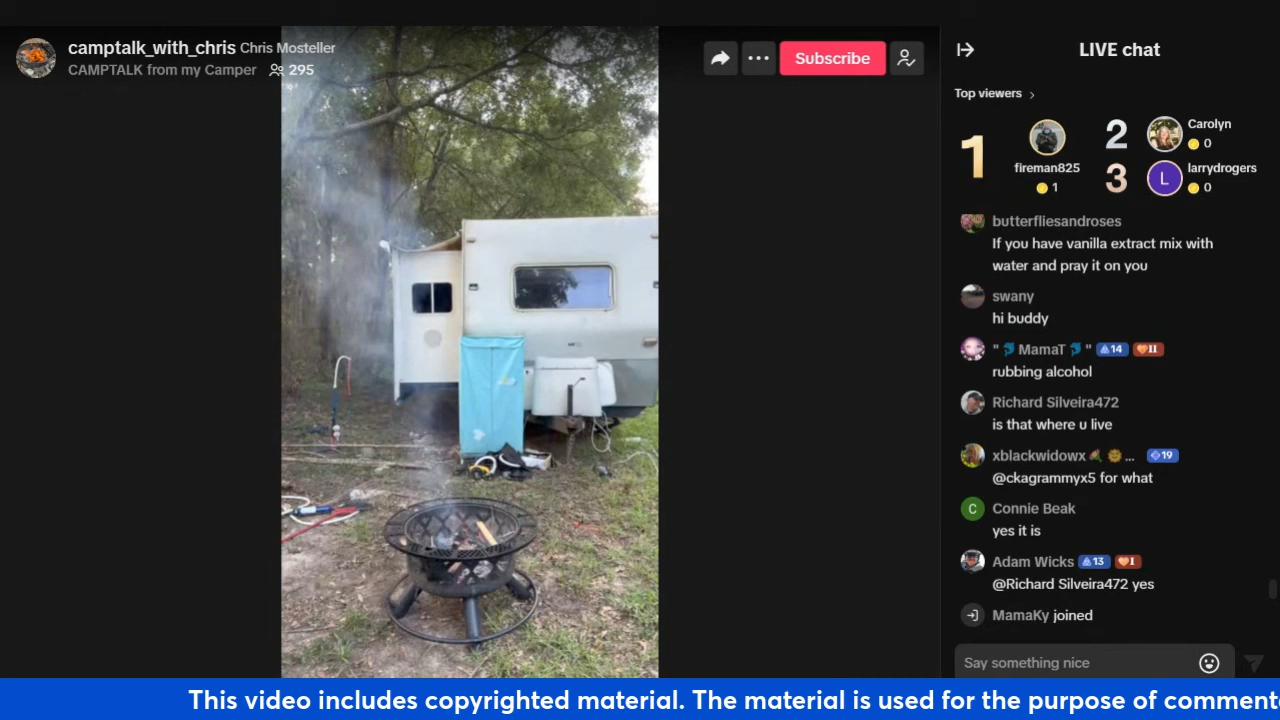 camptalk_with_chris Chris Mosteller
CAMPTALK from my Camper 295
Subscribe
LIVE chat
Top viewers
1
fireman825
1
2
Carolyn
0
3
L
larrydrogers
0
butterfliesandroses
If you have vanilla extract mix with
water and pray it on you
swany
hi buddy
" MamaT " 14 II
rubbing alcohol
Richard Silveira472
is that where u live
xblackwidowx ... 19
@ckagrammyx5 for what
C
Connie Beak
yes it is
Adam Wicks 13 I
@Richard Silveira472 yes
MamaKy joined
Say something nice
This video includes copyrighted material. The material is used for the purpose of comment